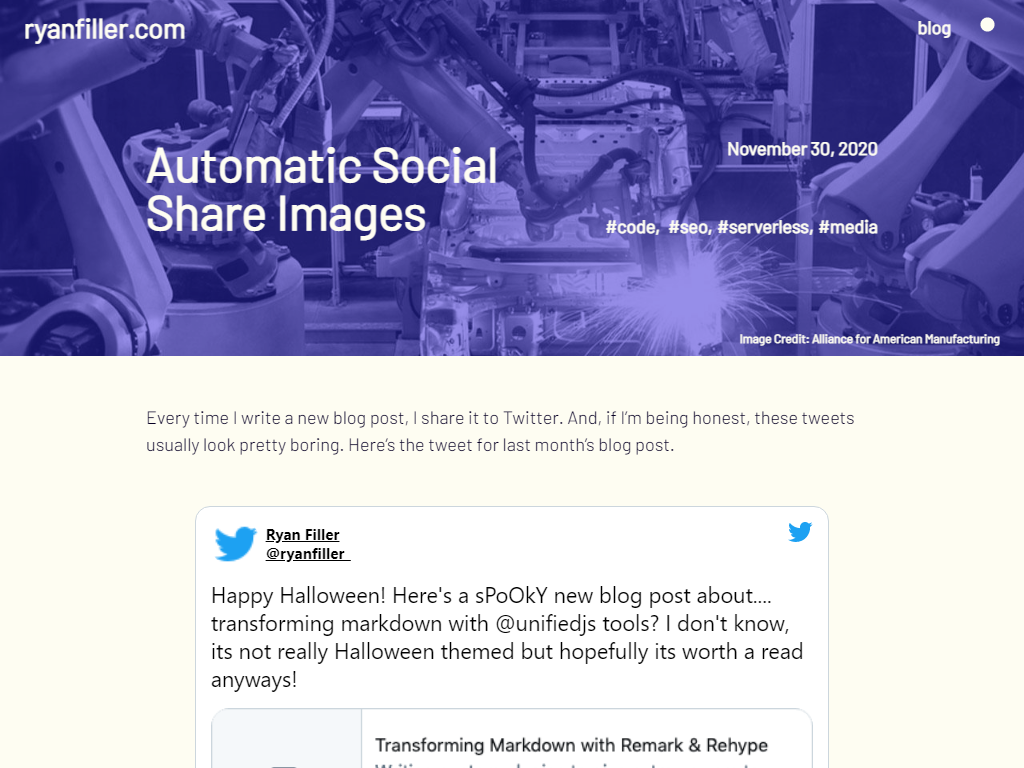 ryanfiller.com
blog
Automatic Social
Share Images
November 30, 2020
#code, #seo, #serverless, #media
Image Credit: Alliance for American Manufacturing
Every time I write a new blog post, I share it to Twitter. And, if I’m being honest, these tweets
usually look pretty boring. Here’s the tweet for last month’s blog post.
Ryan Filler
@ryanfiller
Happy Halloween! Here's a sPoOkY new blog post about....
transforming markdown with @unifiedjs tools? I don't know,
its not really Halloween themed but hopefully its worth a read
anyways!
Transforming Markdown with Remark & Rehype